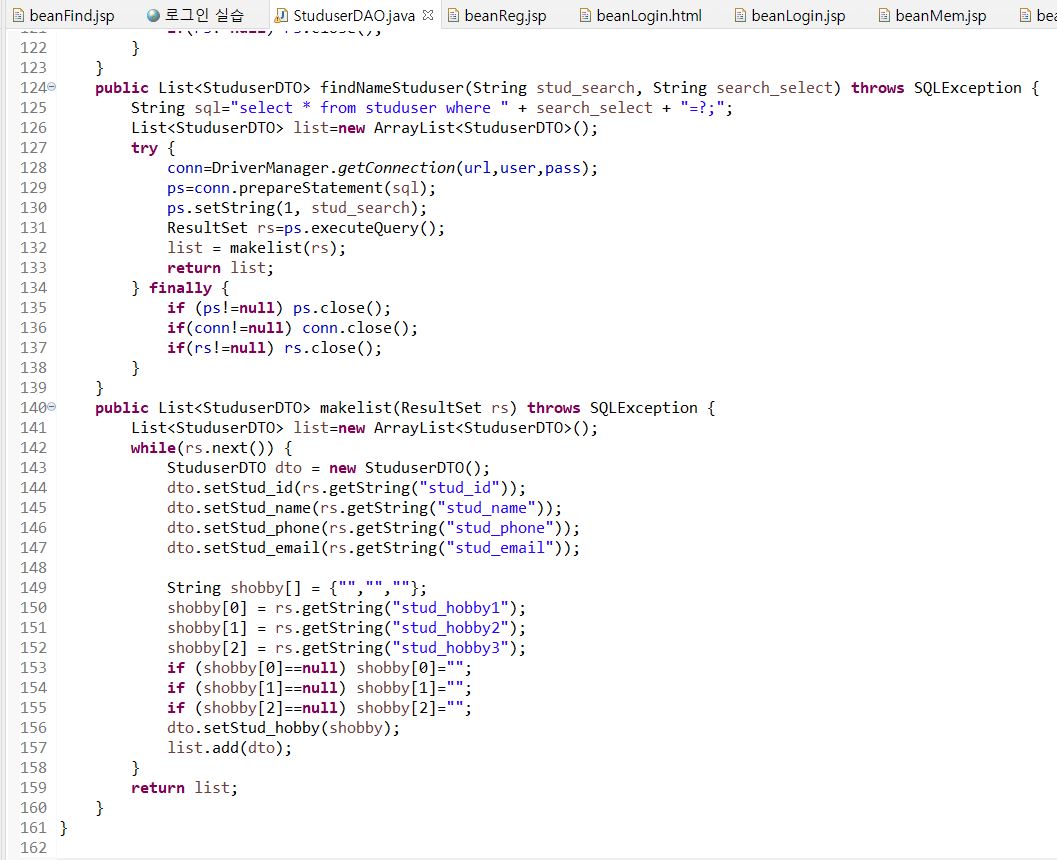 beanFind.jsp 로그인 실습 StuduserDAO.java beanReg.jsp beanLogin.html beanLogin.jsp beanMem.jsp
121 if(rs!=null) rs.close();
122 }
123 }
124 public List<StuduserDTO> findNameStuduser(String stud_search, String search_select) throws SQLException {
125 String sql="select * from studuser where " + search_select + "=?;";
126 List<StuduserDTO> list=new ArrayList<StuduserDTO>();
127 try {
128 conn=DriverManager.getConnection(url,user,pass);
129 ps=conn.prepareStatement(sql);
130 ps.setString(1, stud_search);
131 ResultSet rs=ps.executeQuery();
132 list = makelist(rs);
133 return list;
134 } finally {
135 if (ps!=null) ps.close();
136 if(conn!=null) conn.close();
137 if(rs!=null) rs.close();
138 }
139 }
140 public List<StuduserDTO> makelist(ResultSet rs) throws SQLException {
141 List<StuduserDTO> list=new ArrayList<StuduserDTO>();
142 while(rs.next()) {
143 StuduserDTO dto = new StuduserDTO();
144 dto.setStud_id(rs.getString("stud_id"));
145 dto.setStud_name(rs.getString("stud_name"));
146 dto.setStud_phone(rs.getString("stud_phone"));
147 dto.setStud_email(rs.getString("stud_email"));
148
149 String shobby[] = {"","",""};
150 shobby[0] = rs.getString("stud_hobby1");
151 shobby[1] = rs.getString("stud_hobby2");
152 shobby[2] = rs.getString("stud_hobby3");
153 if (shobby[0]==null) shobby[0]="";
154 if (shobby[1]==null) shobby[1]="";
155 if (shobby[2]==null) shobby[2]="";
156 dto.setStud_hobby(shobby);
157 list.add(dto);
158 }
159 return list;
160 }
161 }
162